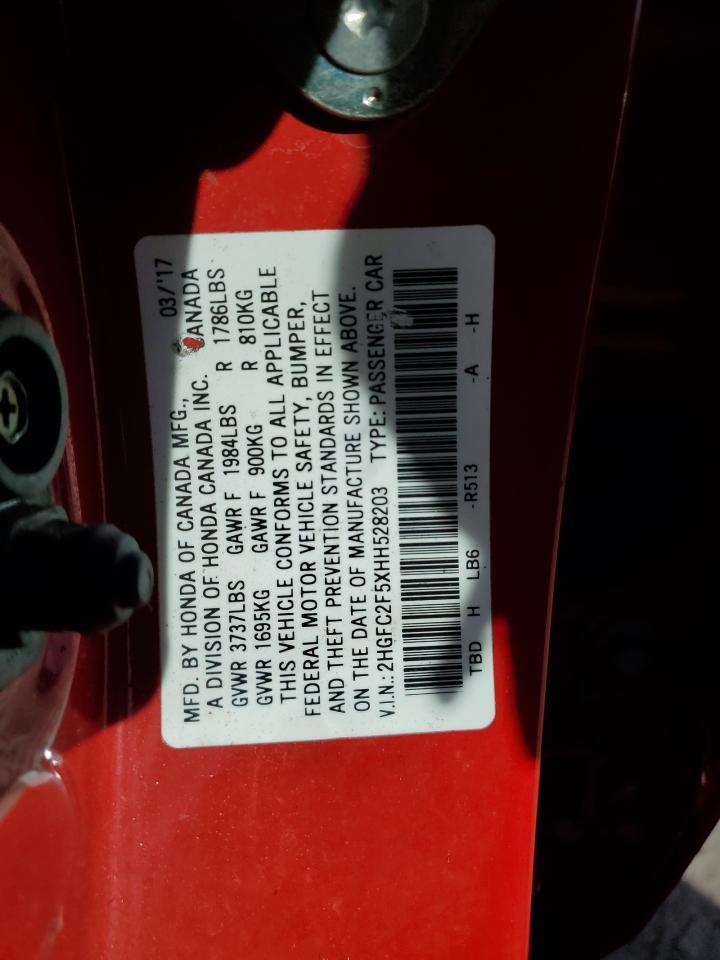 MFD. BY HONDA OF CANADA MFG., 03/'17
A DIVISION OF HONDA CANADA INC. CANADA
GVWR 3737LBS GAWR F 1984LBS R 1786LBS
GVWR 1695KG GAWR F 900KG R 810KG
THIS VEHICLE CONFORMS TO ALL APPLICABLE
FEDERAL MOTOR VEHICLE SAFETY, BUMPER,
AND THEFT PREVENTION STANDARDS IN EFFECT
ON THE DATE OF MANUFACTURE SHOWN ABOVE.
V.I.N.: 2HGFC2F5XHH528203 TYPE: PASSENGER CAR
TBD H LB6 -R513 -A -H